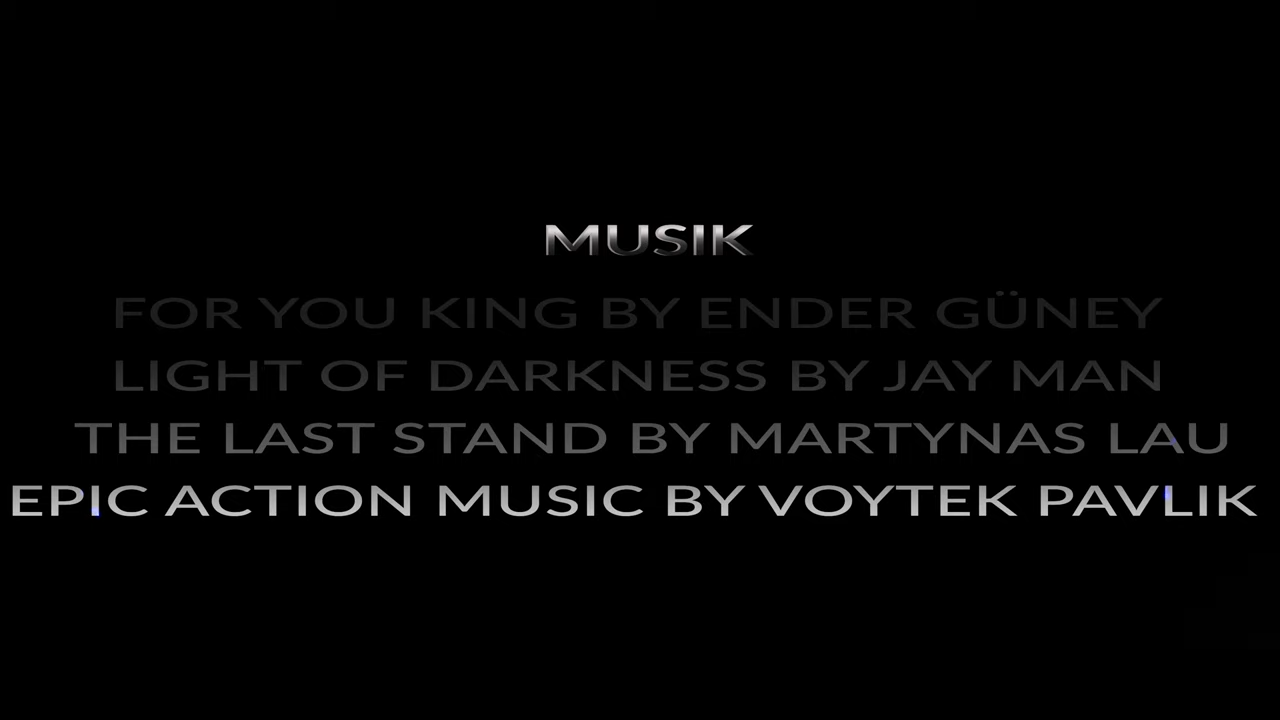 MUSIK
FOR YOU KING BY ENDER GÜNEY
LIGHT OF DARKNESS BY JAY MAN
THE LAST STAND BY MARTYNAS LAU
EPIC ACTION MUSIC BY VOYTEK PAVLIK